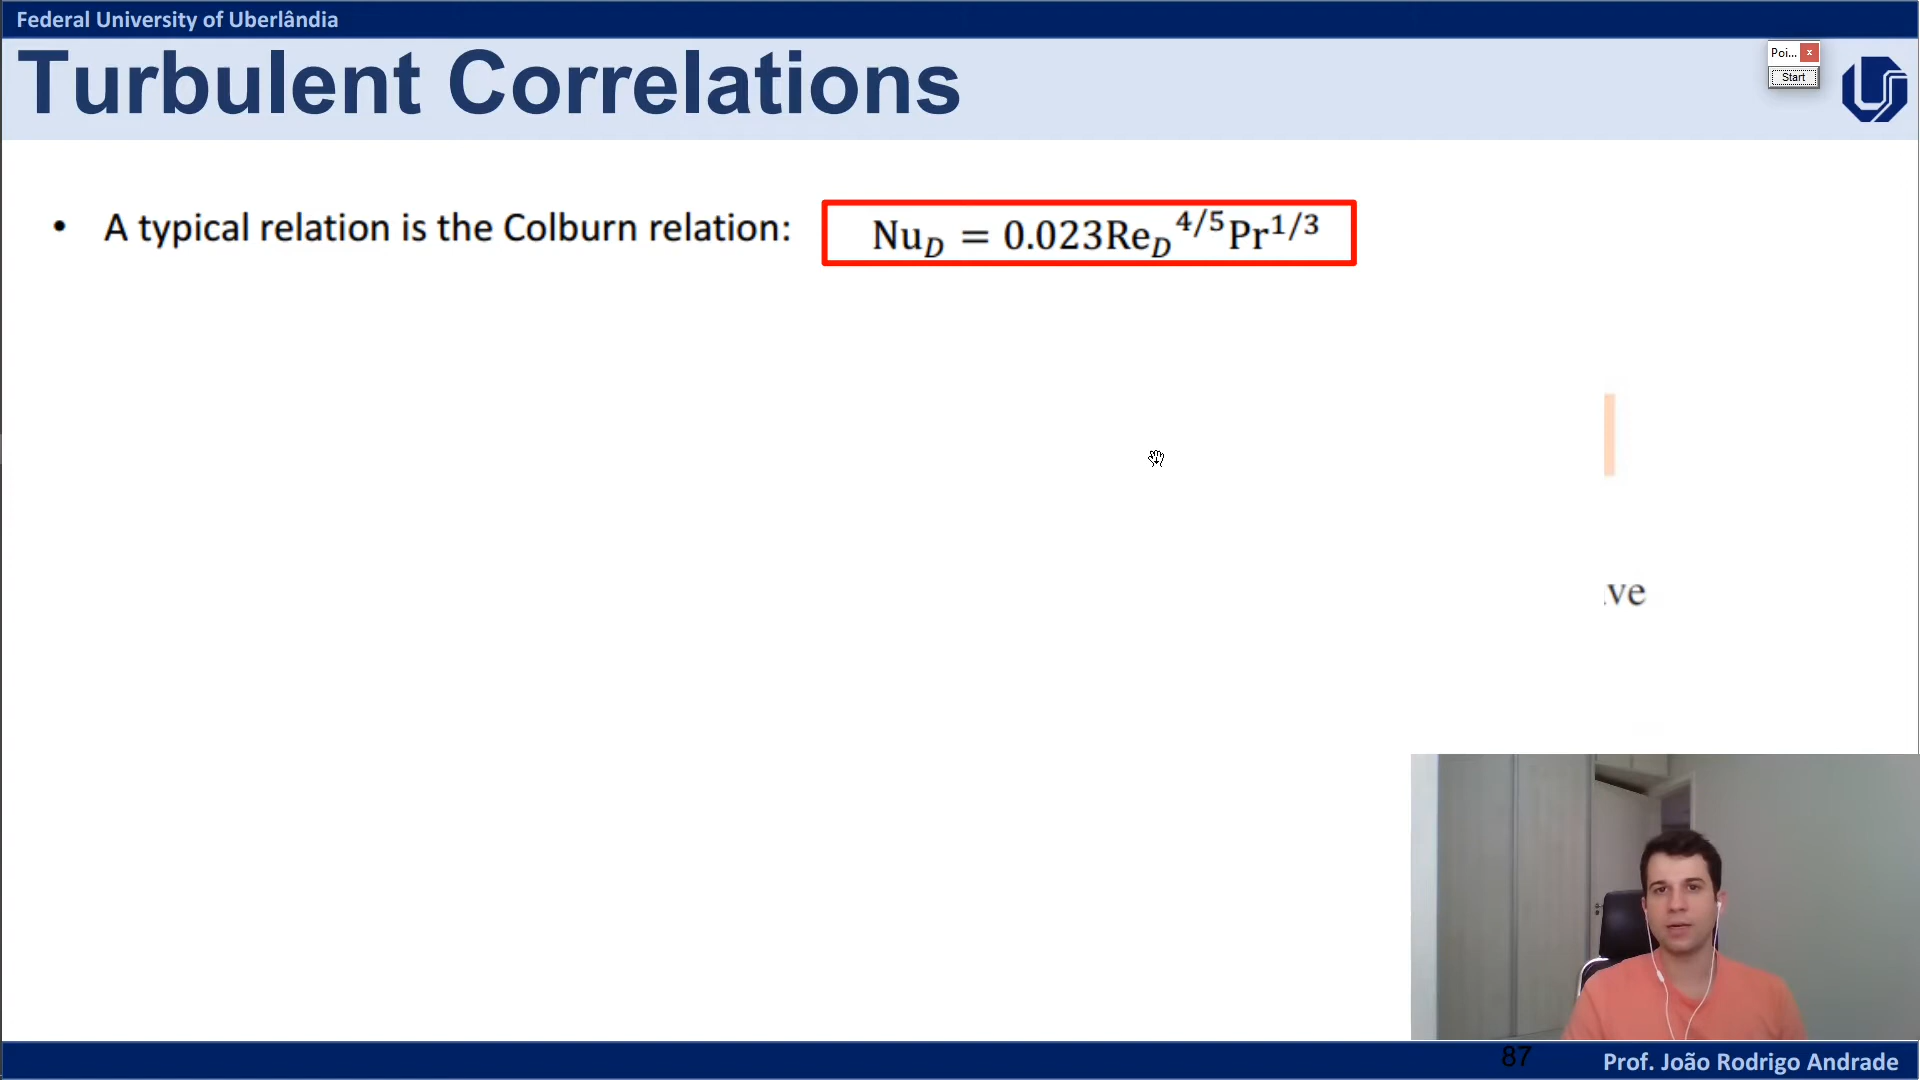 Federal University of Uberlândia
Turbulent Correlations
Poi... x
Start
• A typical relation is the Colburn relation: Nu_D = 0.023Re_D^{4/5}Pr^{1/3}
ve
87
Prof. João Rodrigo Andrade